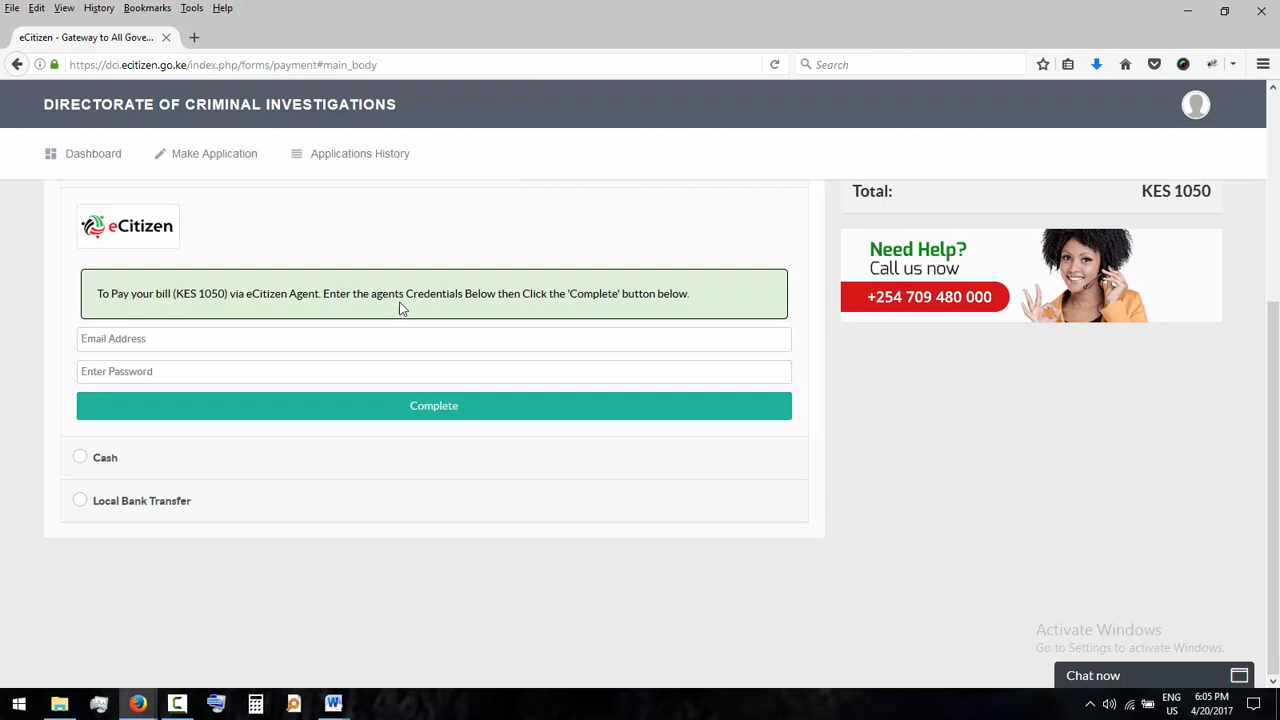 File Edit View History Bookmarks Tools Help
eCitizen - Gateway to All Gove...
https://dci.ecitizen.go.ke/index.php/forms/payment#main_body
Search
DIRECTORATE OF CRIMINAL INVESTIGATIONS
Dashboard Make Application Applications History
Total: KES 1050
eCitizen
Need Help?
Call us now
+254 709 480 000
To Pay your bill (KES 1050) via eCitizen Agent. Enter the agents Credentials Below then Click the 'Complete' button below.
Email Address
Enter Password
Complete
Cash
Local Bank Transfer
Activate Windows
Go to Settings to activate Windows.
Chat now
ENG
US
6:05 PM
4/20/2017